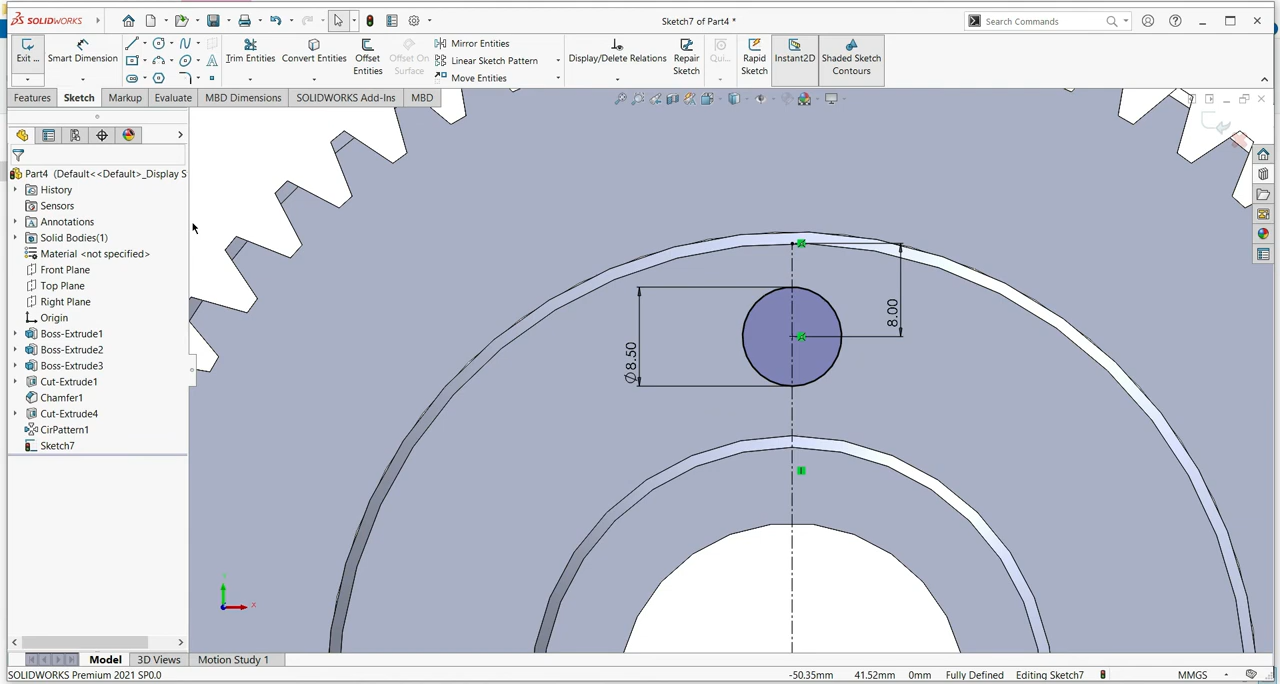 SOLIDWORKS
Sketch7 of Part4 *
Search Commands
Exit ...
Smart Dimension
Trim Entities
Convert Entities
Offset Entities
Offset On Surface
Mirror Entities
Linear Sketch Pattern
Move Entities
Display/Delete Relations
Repair Sketch
Qui...
Rapid Sketch
Instant2D
Shaded Sketch Contours
Features
Sketch
Markup
Evaluate
MBD Dimensions
SOLIDWORKS Add-Ins
MBD
Part4 (Default<<Default>_Display S
History
Sensors
Annotations
Solid Bodies(1)
Material <not specified>
Front Plane
Top Plane
Right Plane
Origin
Boss-Extrude1
Boss-Extrude2
Boss-Extrude3
Cut-Extrude1
Chamfer1
Cut-Extrude4
CirPattern1
Sketch7
8.00
∅8.50
Y
X
Model
3D Views
Motion Study 1
SOLIDWORKS Premium 2021 SP0.0
-50.35mm
41.52mm
0mm
Fully Defined
Editing Sketch7
MMGS